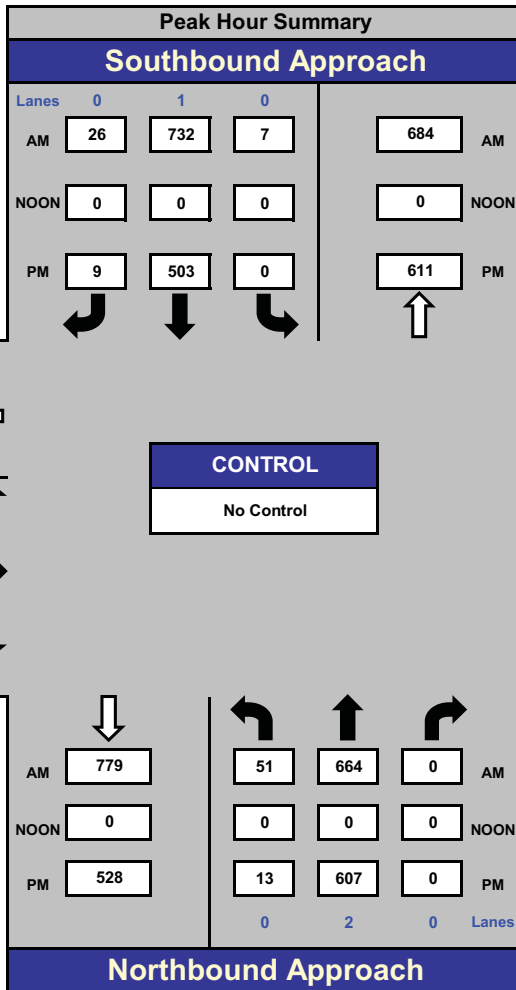 Peak Hour Summary
Southbound Approach
Lanes 0 1 0
AM 26 732 7 684 AM
NOON 0 0 0 0 NOON
PM 9 503 0 611 PM
CONTROL
No Control
AM 779 51 664 0 AM
NOON 0 0 0 0 NOON
PM 528 13 607 0 PM
0 2 0 Lanes
Northbound Approach